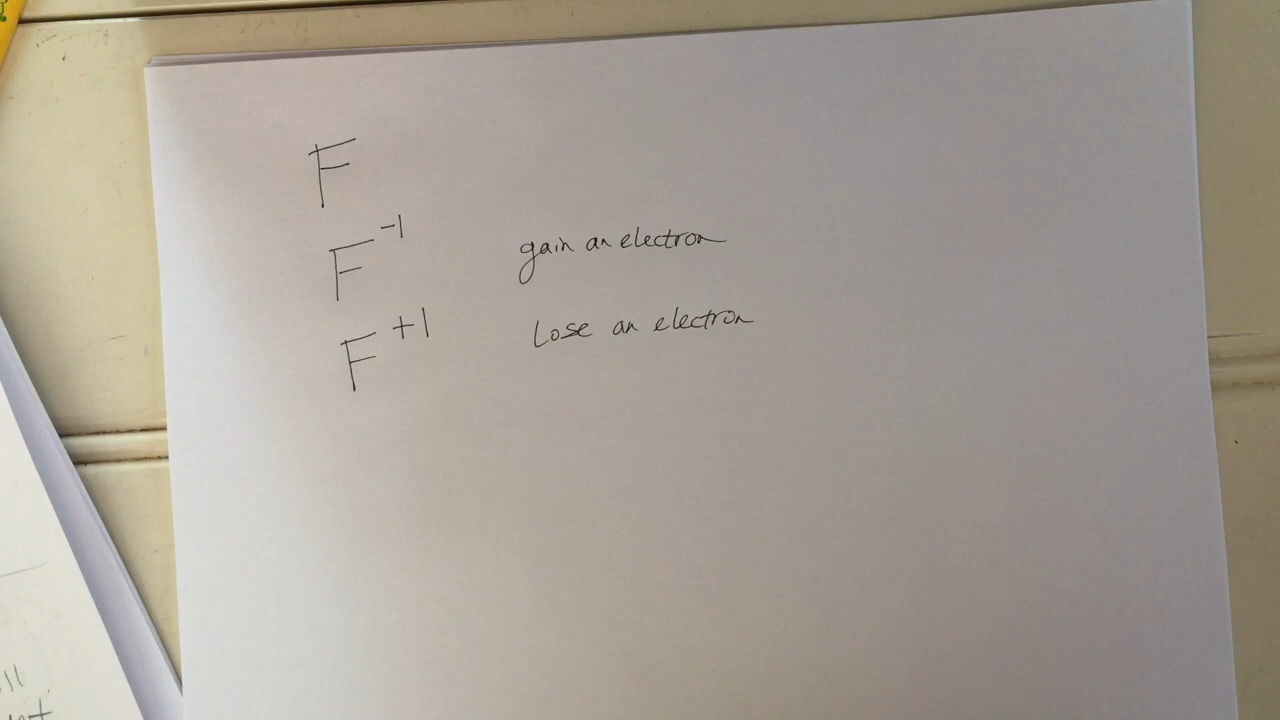 F
F⁻¹ gain an electron
F⁺¹ Lose an electron